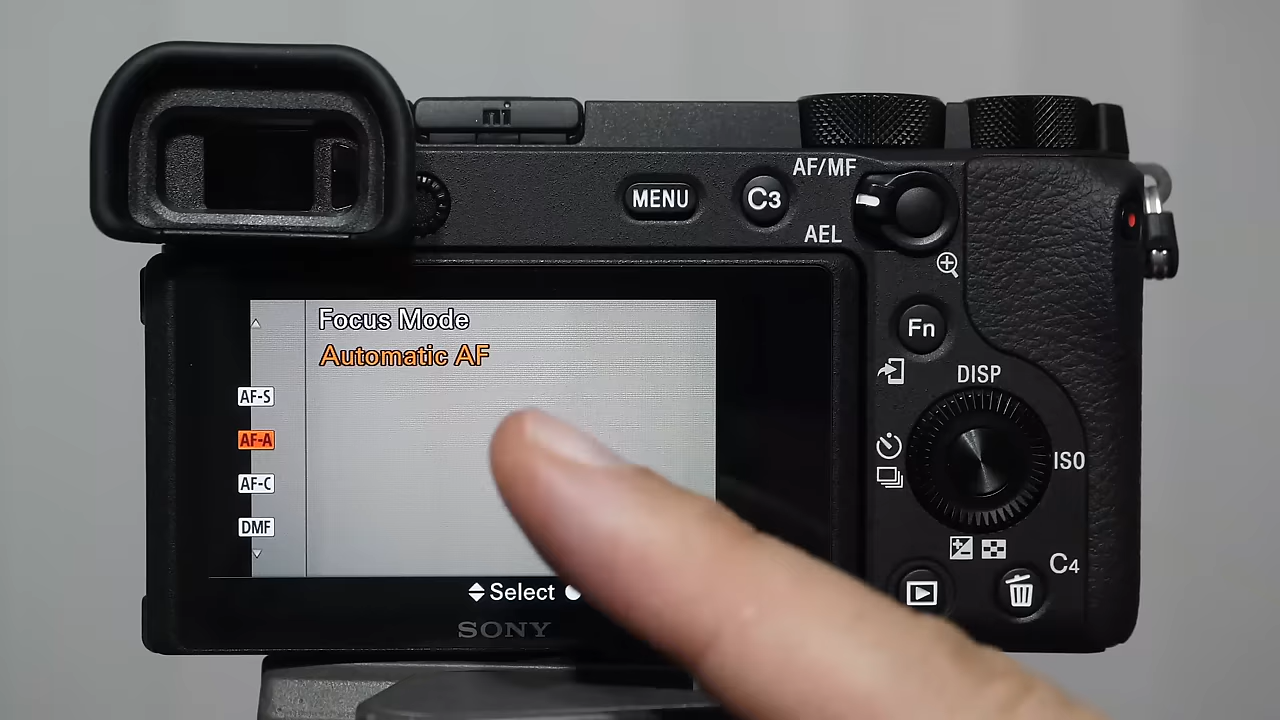 MENU
C3
AF/MF
AEL
Focus Mode
Automatic AF
AF-S
AF-A
AF-C
DMF
Select
SONY
Fn
DISP
ISO
C4